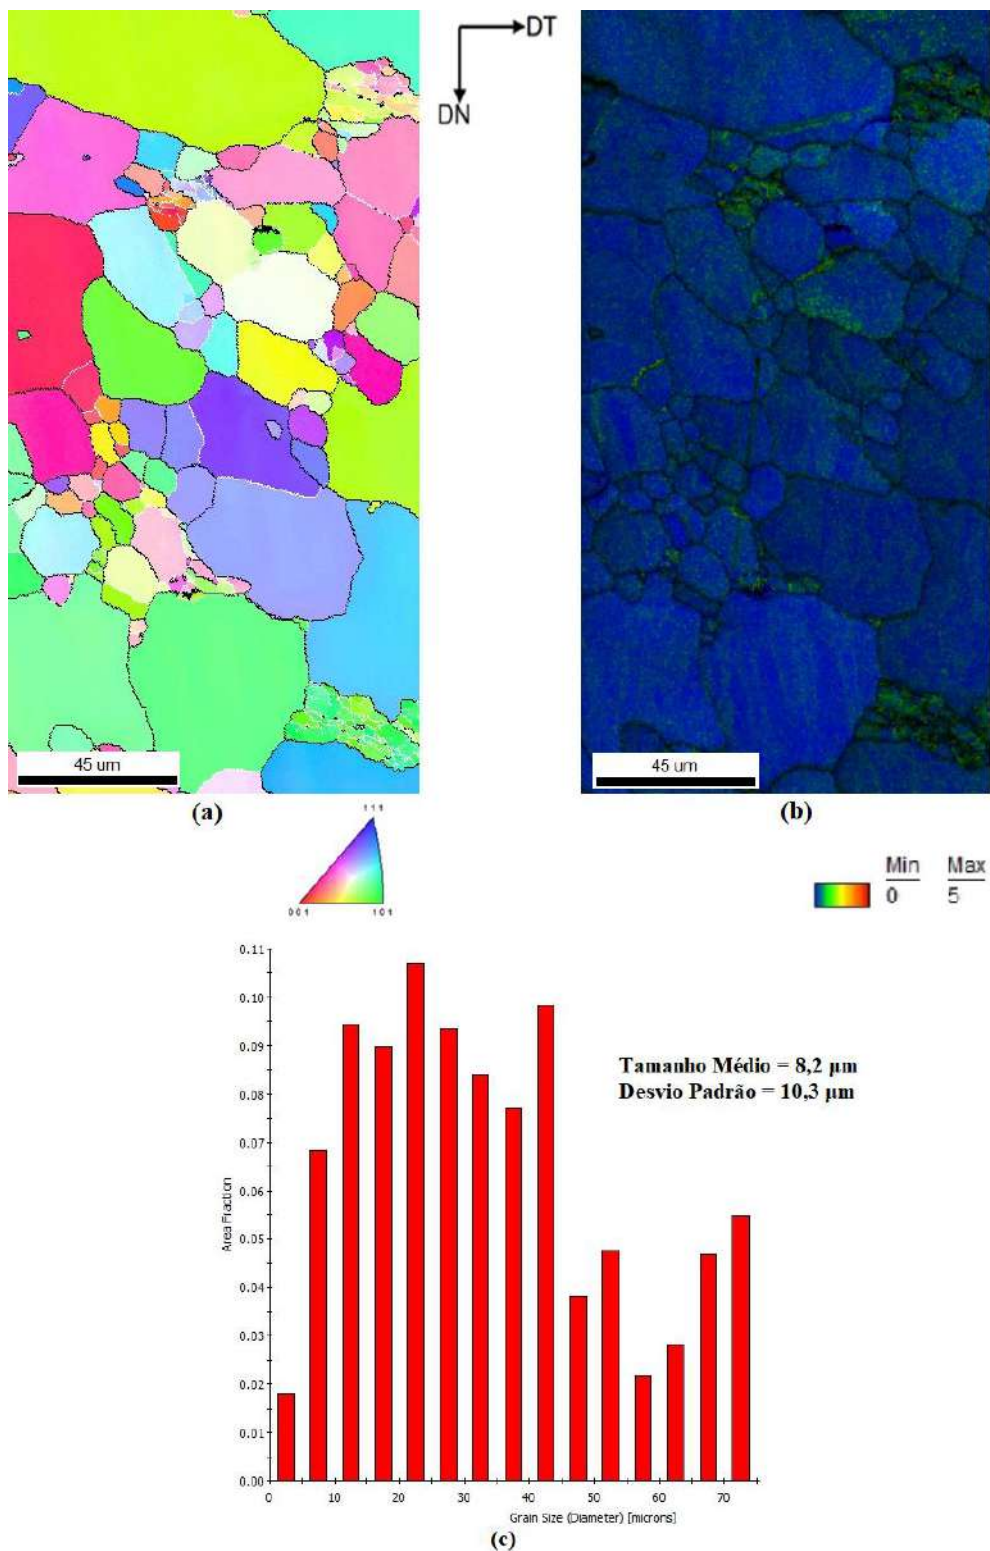 DT
DN
45 um
45 um
(a)
(b)
111
001
101
Min Max
0 5
0.11
0.10
0.09
0.08
0.07
0.06
0.05
0.04
0.03
0.02
0.01
0.00
Area Fraction
Tamanho Médio = 8,2 µm
Desvio Padrão = 10,3 µm
0 10 20 30 40 50 60 70
Grain Size (Diameter) [microns]
(c)